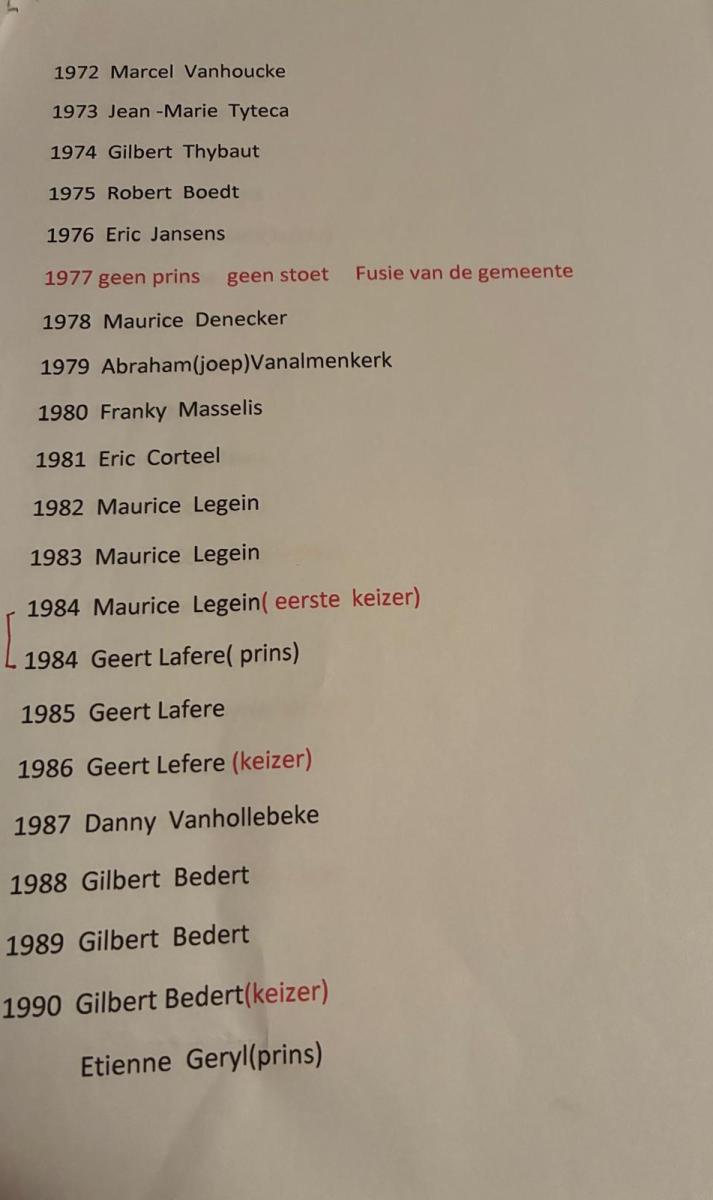 1972 Marcel Vanhoucke
1973 Jean -Marie Tyteca
1974 Gilbert Thybaut
1975 Robert Boedt
1976 Eric Jansens
1977 geen prins geen stoet Fusie van de gemeente
1978 Maurice Denecker
1979 Abraham(joep)Vanalmenkerk
1980 Franky Masselis
1981 Eric Corteel
1982 Maurice Legein
1983 Maurice Legein
1984 Maurice Legein( eerste keizer)
1984 Geert Lafere( prins)
1985 Geert Lafere
1986 Geert Lefere (keizer)
1987 Danny Vanhollebeke
1988 Gilbert Bedert
1989 Gilbert Bedert
1990 Gilbert Bedert(keizer)
Etienne Geryl(prins)